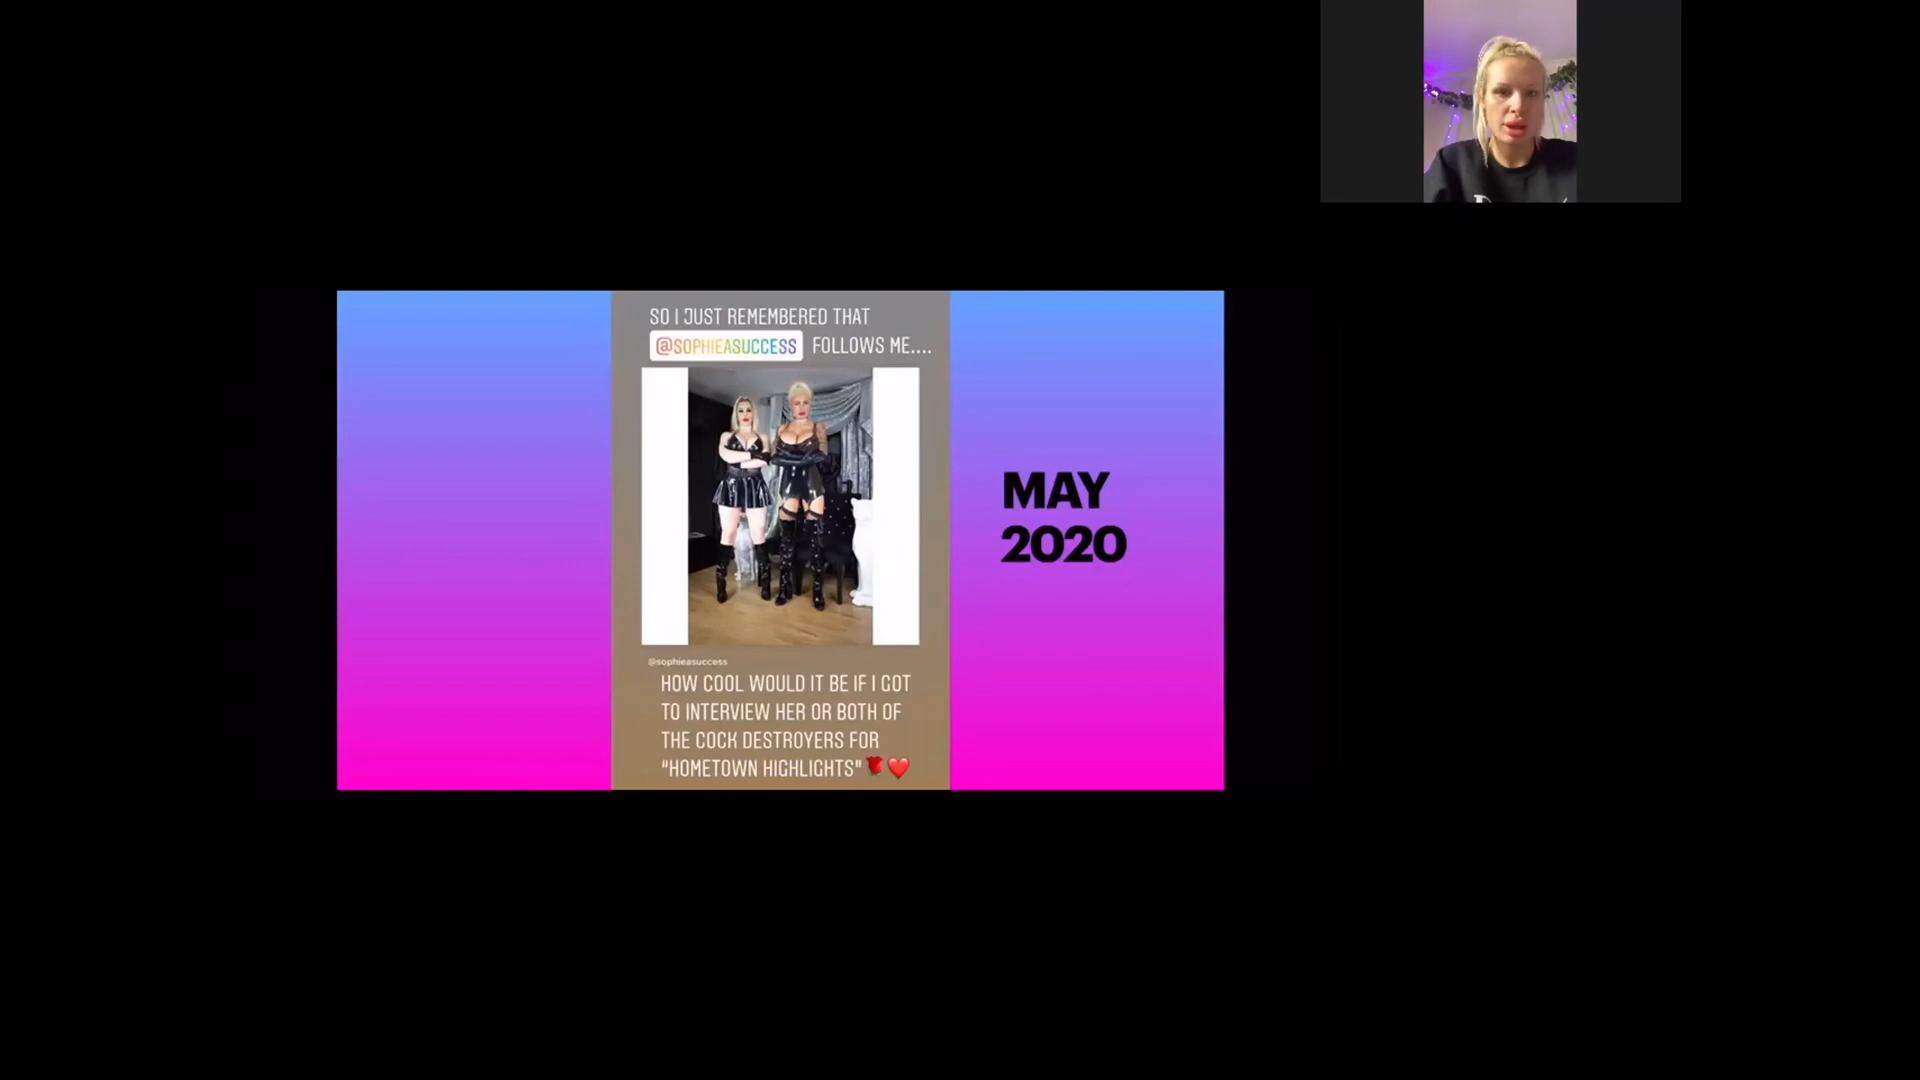 SO I JUST REMEMBERED THAT
@SOPHIEASUCCESS FOLLOWS ME....
MAY
2020
@sophieasuccess
HOW COOL WOULD IT BE IF I GOT
TO INTERVIEW HER OR BOTH OF
THE COCK DESTROYERS FOR
"HOMETOWN HIGHLIGHTS"🌹❤️